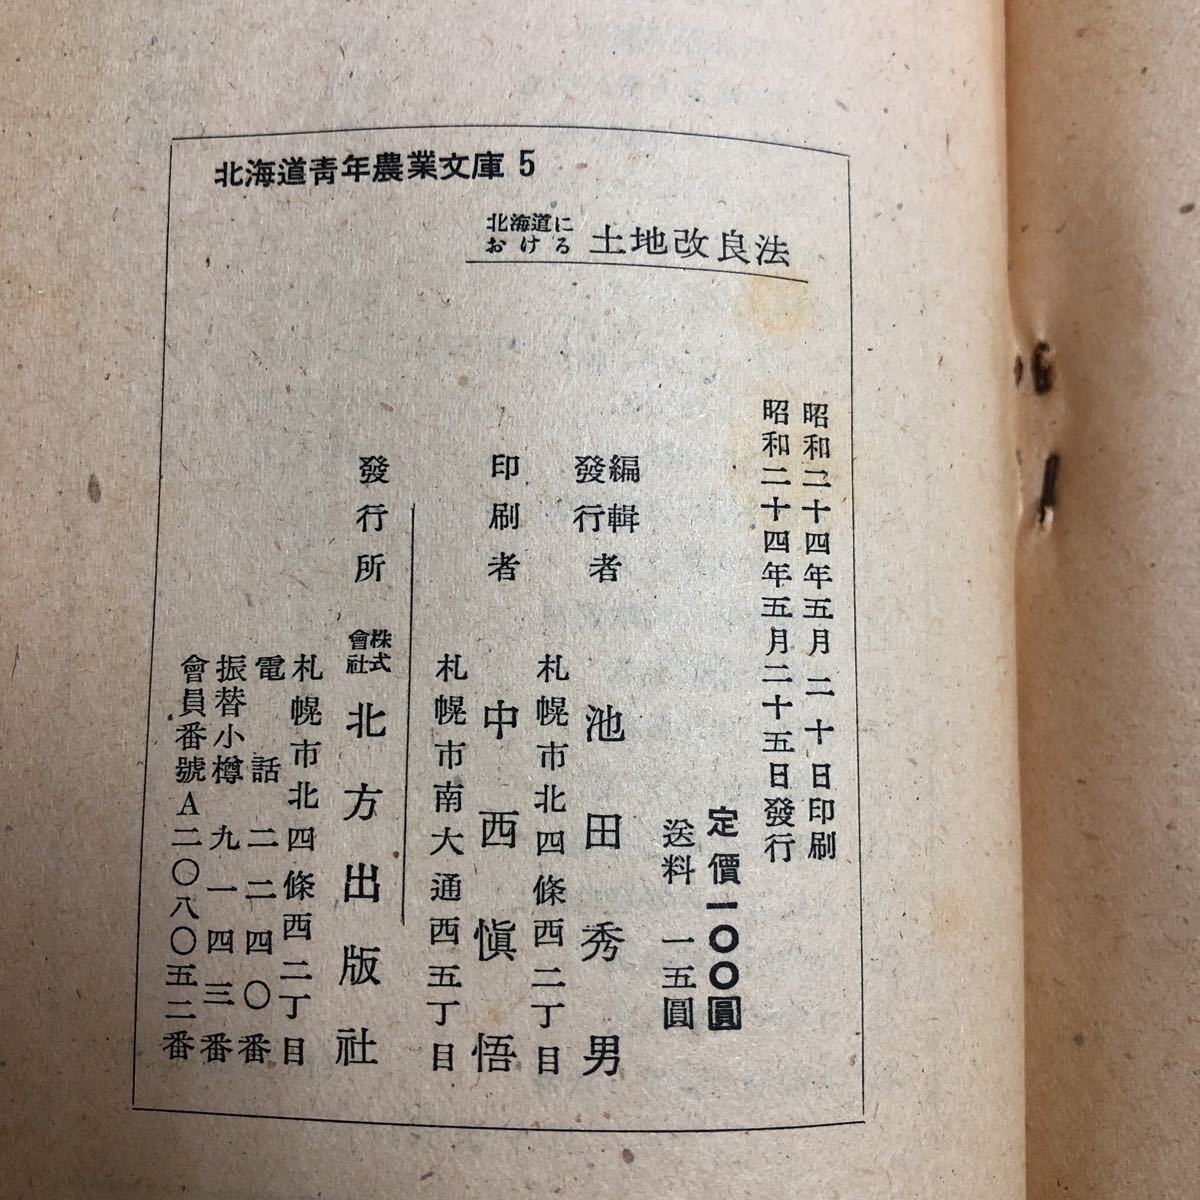 北海道青年農業文庫 5
北海道に
おける
土地改良法
昭和二十四年五月二十日印刷
昭和二十四年五月二十五日發行
定價一〇〇圓
送料一五圓
編輯
發行者
池田秀男
札幌市北四條西二丁目
印刷者
中西愼悟
札幌市南大通西五丁目
發行所
株式
會社
北方出版社
札幌市北四條西二丁目
電話二二四〇番
振替小樽九一四三番
會員番號A二〇八〇五二番